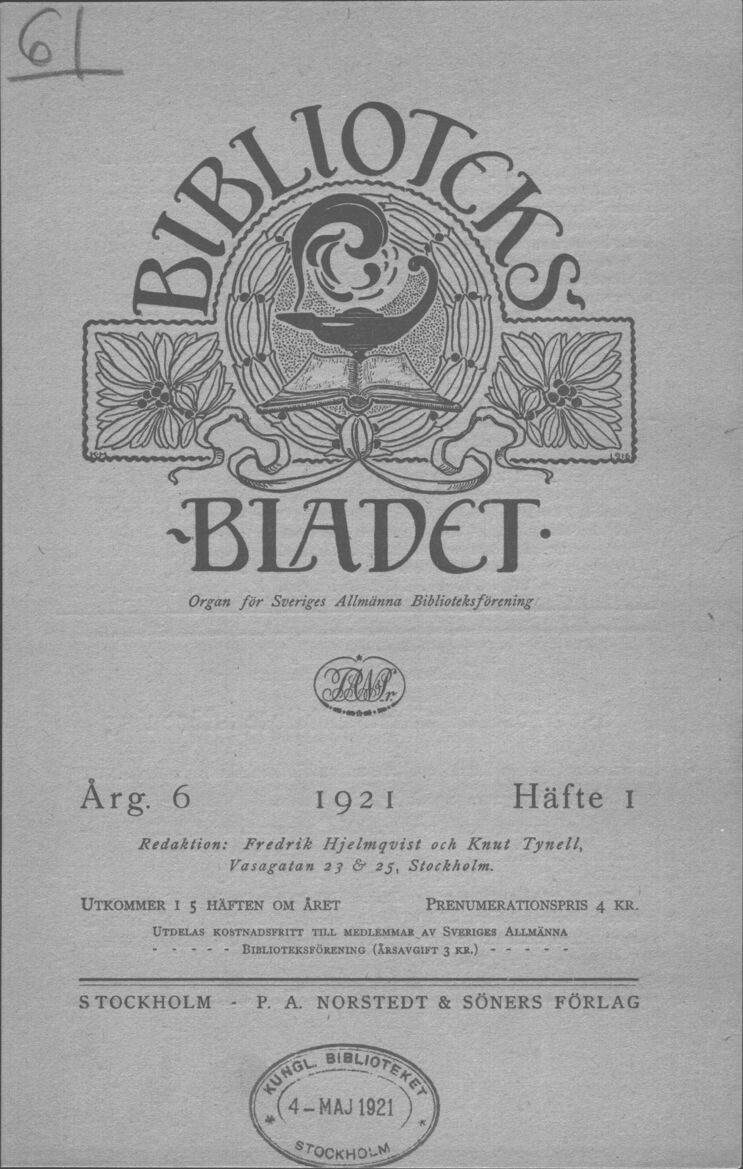 61
BIBLIOTEKS-
KM 1916
-BLADET·
Organ för Sveriges Allmänna Biblioteksförening
Årg. 6 1921 Häfte 1
Redaktion: Fredrik Hjelmqvist och Knut Tynell,
Vasagatan 23 & 25, Stockholm.
UTKOMMER I 5 HÄFTEN OM ÅRET PRENUMERATIONSPRIS 4 KR.
UTDELAS KOSTNADSFRITT TILL MEDLEMMAR AV SVERIGES ALLMÄNNA
- - - - - BIBLIOTEKSFÖRENING (ÅRSAVGIFT 3 KR.) - - - - -
STOCKHOLM - P. A. NORSTEDT & SÖNERS FÖRLAG
* KUNGL. BIBLIOTEKET *
4 - MAJ 1921
STOCKHOLM